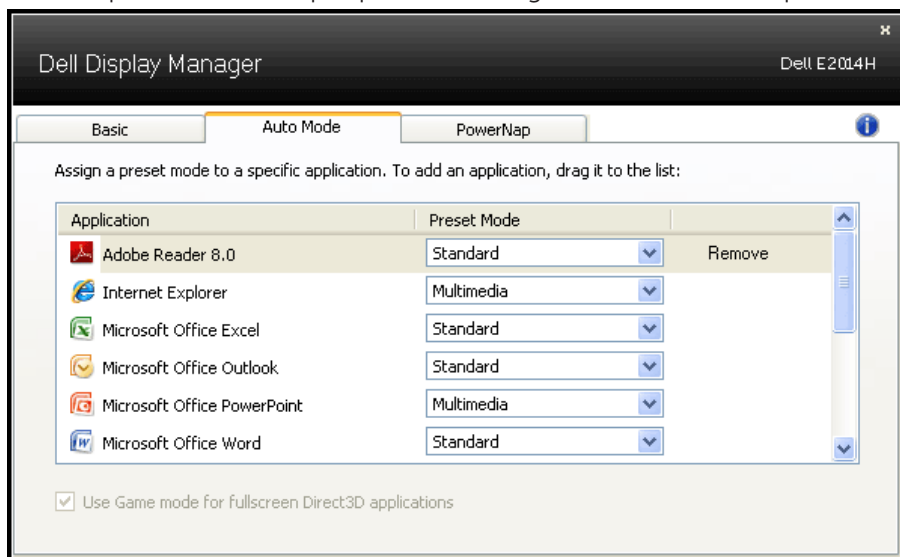 x
Dell Display Manager
Dell E2014H
Basic
Auto Mode
PowerNap
Assign a preset mode to a specific application. To add an application, drag it to the list:
Application Preset Mode
Adobe Reader 8.0 Standard Remove
Internet Explorer Multimedia
Microsoft Office Excel Standard
Microsoft Office Outlook Standard
Microsoft Office PowerPoint Multimedia
Microsoft Office Word Standard
Use Game mode for fullscreen Direct3D applications